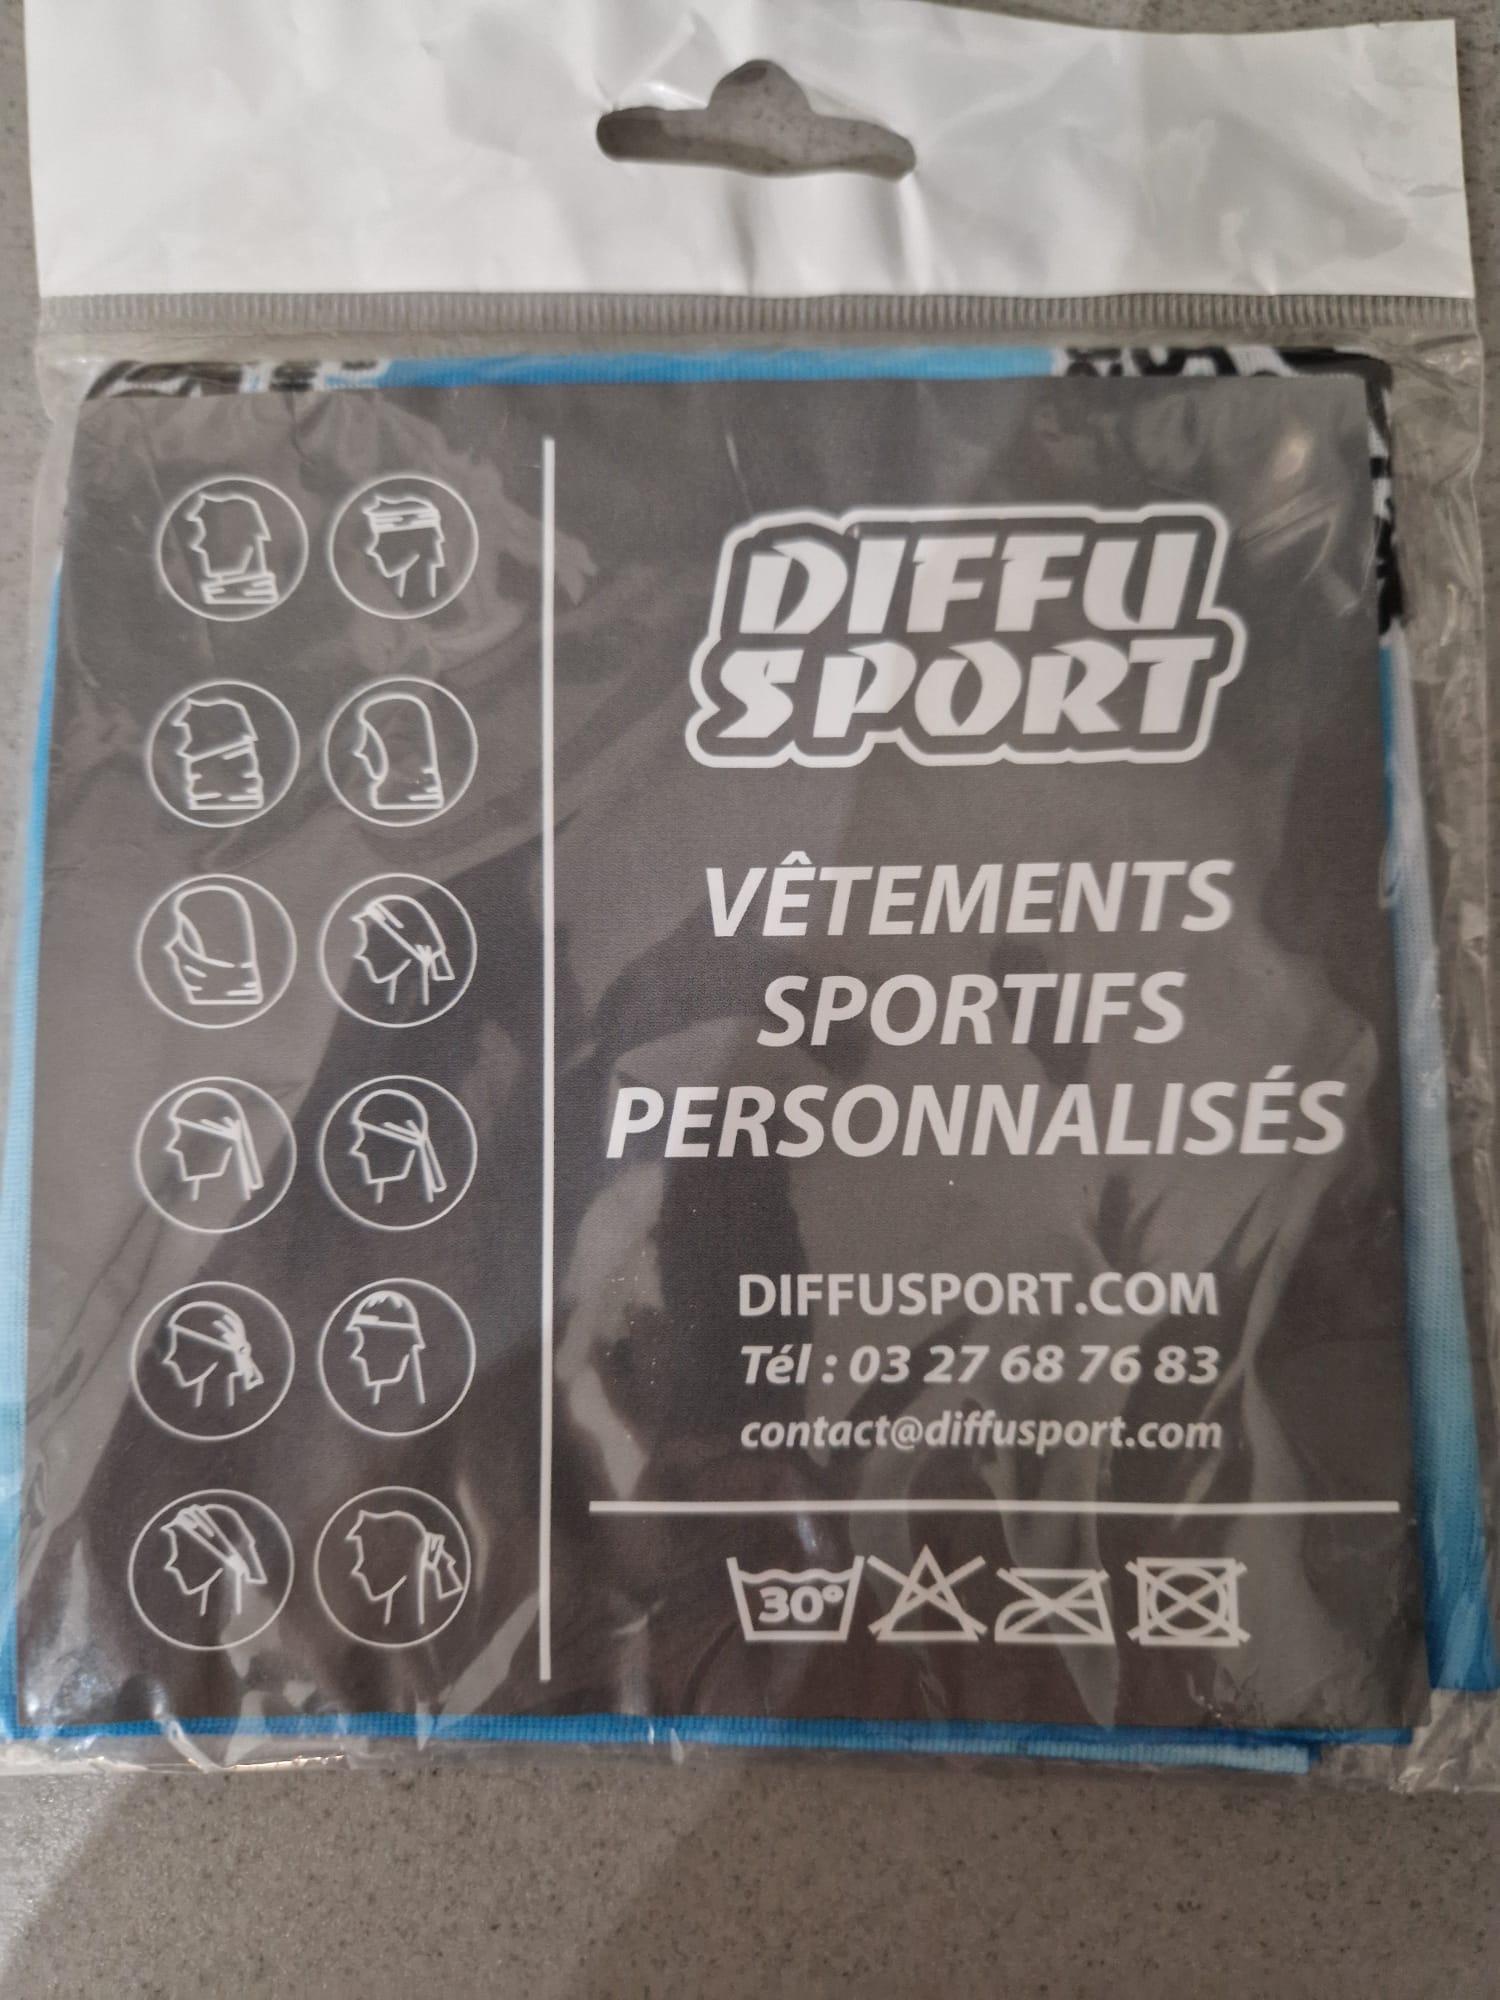 DIFFU
SPORT
VÊTEMENTS
SPORTIFS
PERSONNALISÉS
DIFFUSPORT.COM
Tél : 03 27 68 76 83
contact@diffusport.com
30°